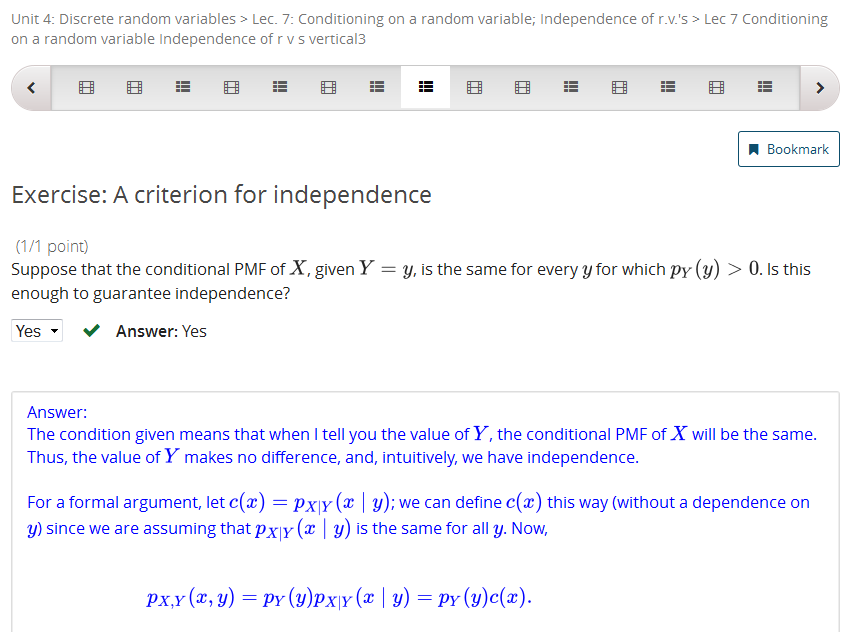 Unit 4: Discrete random variables > Lec. 7: Conditioning on a random variable; Independence of r.v.'s > Lec 7 Conditioning
on a random variable Independence of r v s vertical3
Bookmark
Exercise: A criterion for independence
(1/1 point)
Suppose that the conditional PMF of X, given Y = y, is the same for every y for which p_Y(y) > 0. Is this
enough to guarantee independence?
Yes Answer: Yes
Answer:
The condition given means that when I tell you the value of Y, the conditional PMF of X will be the same.
Thus, the value of Y makes no difference, and, intuitively, we have independence.
For a formal argument, let c(x) = p_{X|Y}(x | y); we can define c(x) this way (without a dependence on
y) since we are assuming that p_{X|Y}(x | y) is the same for all y. Now,
p_{X,Y}(x, y) = p_Y(y)p_{X|Y}(x | y) = p_Y(y)c(x).